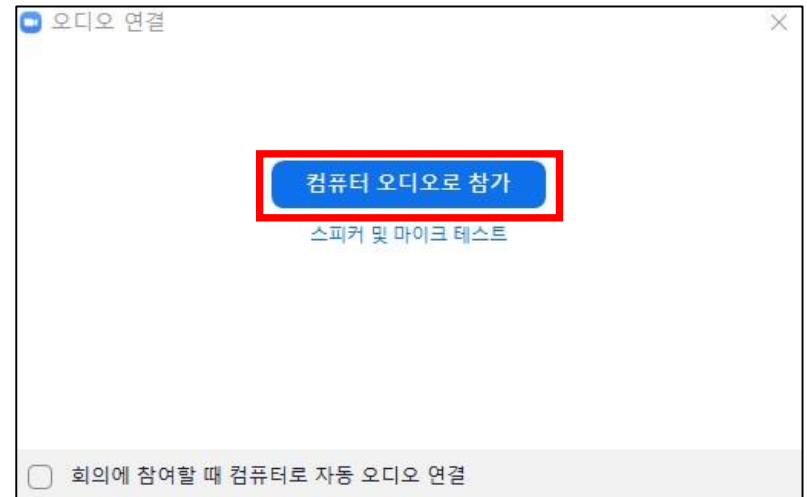 오디오 연결
컴퓨터 오디오로 참가
스피커 및 마이크 테스트
회의에 참여할 때 컴퓨터로 자동 오디오 연결